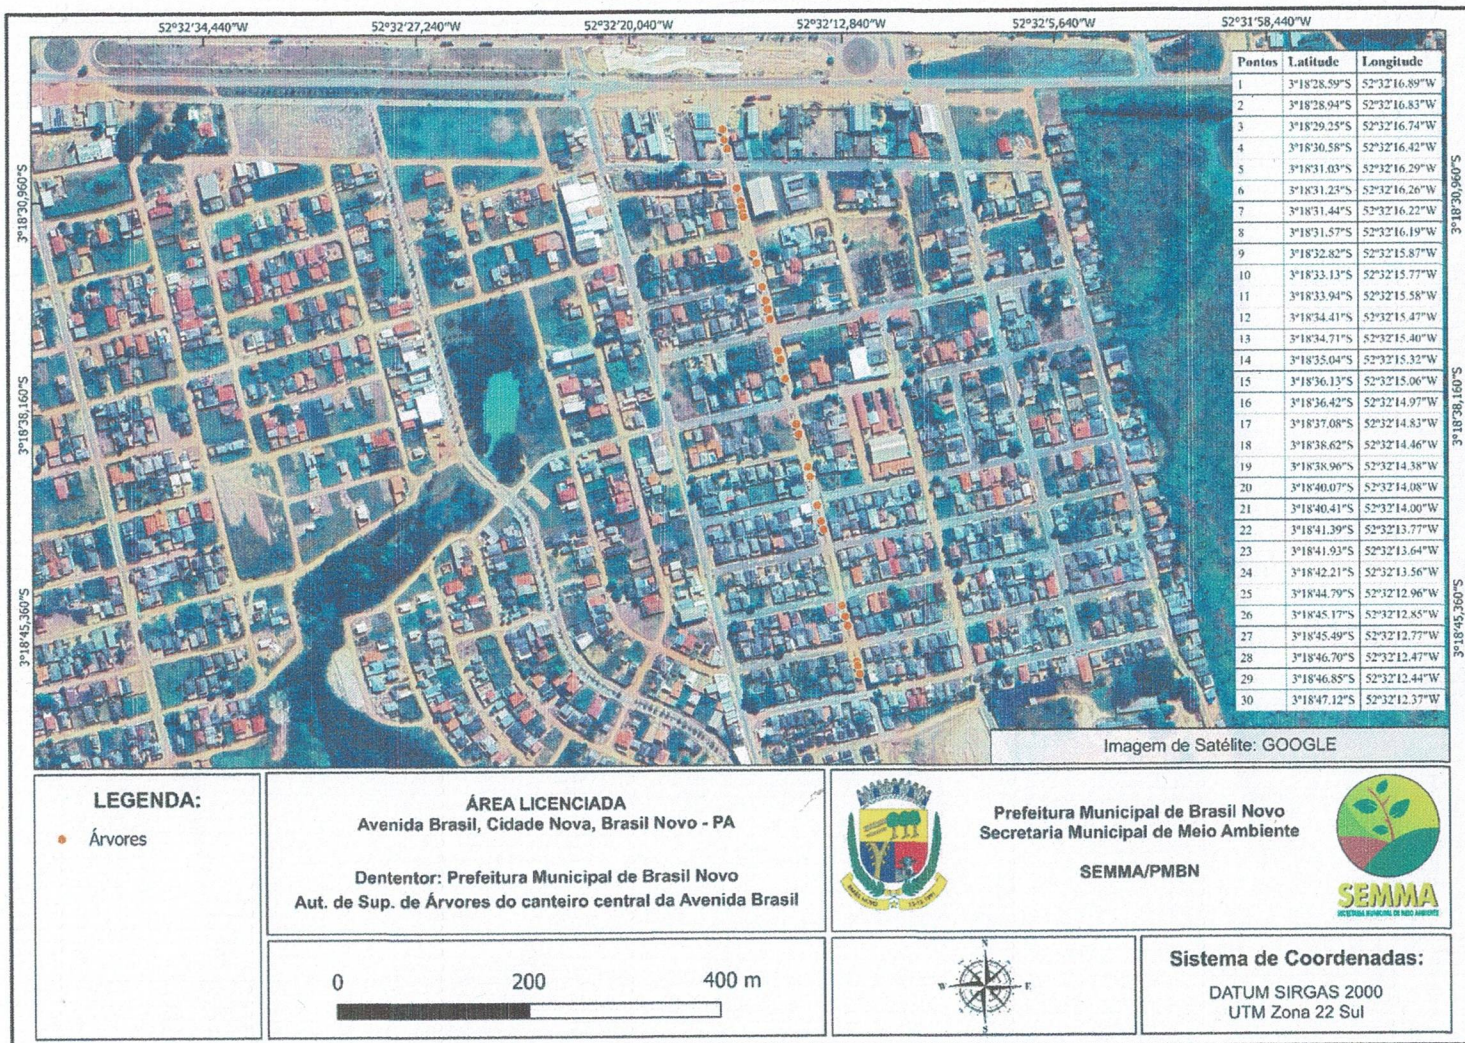 52°32'34,440"W 52°32'27,240"W 52°32'20,040"W 52°32'12,840"W 52°32'5,640"W 52°31'58,440"W
3°18'30,960"S
3°18'38,160"S
3°18'45,360"S
3°18'30,960"S
3°18'38,160"S
3°18'45,360"S
Pontos Latitude Longitude
1 3°18'28.59"S 52°32'16.89"W
2 3°18'28.94"S 52°32'16.83"W
3 3°18'29.25"S 52°32'16.74"W
4 3°18'30.58"S 52°32'16.42"W
5 3°18'31.03"S 52°32'16.29"W
6 3°18'31.23"S 52°32'16.26"W
7 3°18'31.44"S 52°32'16.22"W
8 3°18'31.57"S 52°32'16.19"W
9 3°18'32.82"S 52°32'15.87"W
10 3°18'33.13"S 52°32'15.77"W
11 3°18'33.94"S 52°32'15.58"W
12 3°18'34.41"S 52°32'15.47"W
13 3°18'34.71"S 52°32'15.40"W
14 3°18'35.04"S 52°32'15.32"W
15 3°18'36.13"S 52°32'15.06"W
16 3°18'36.42"S 52°32'14.97"W
17 3°18'37.08"S 52°32'14.83"W
18 3°18'38.62"S 52°32'14.46"W
19 3°18'38.96"S 52°32'14.38"W
20 3°18'40.07"S 52°32'14.08"W
21 3°18'40.41"S 52°32'14.00"W
22 3°18'41.39"S 52°32'13.77"W
23 3°18'41.93"S 52°32'13.64"W
24 3°18'42.21"S 52°32'13.56"W
25 3°18'44.79"S 52°32'12.96"W
26 3°18'45.17"S 52°32'12.85"W
27 3°18'45.49"S 52°32'12.77"W
28 3°18'46.70"S 52°32'12.47"W
29 3°18'46.85"S 52°32'12.44"W
30 3°18'47.12"S 52°32'12.37"W
Imagem de Satélite: GOOGLE
LEGENDA:
Árvores
ÁREA LICENCIADA
Avenida Brasil, Cidade Nova, Brasil Novo - PA
Dententor: Prefeitura Municipal de Brasil Novo
Aut. de Sup. de Árvores do canteiro central da Avenida Brasil
0 200 400 m
Prefeitura Municipal de Brasil Novo
Secretaria Municipal de Meio Ambiente
SEMMA/PMBN
BRASIL NOVO
SEMMA
SECRETARIA MUNICIPAL DE MEIO AMBIENTE
N
W E
S
Sistema de Coordenadas:
DATUM SIRGAS 2000
UTM Zona 22 Sul